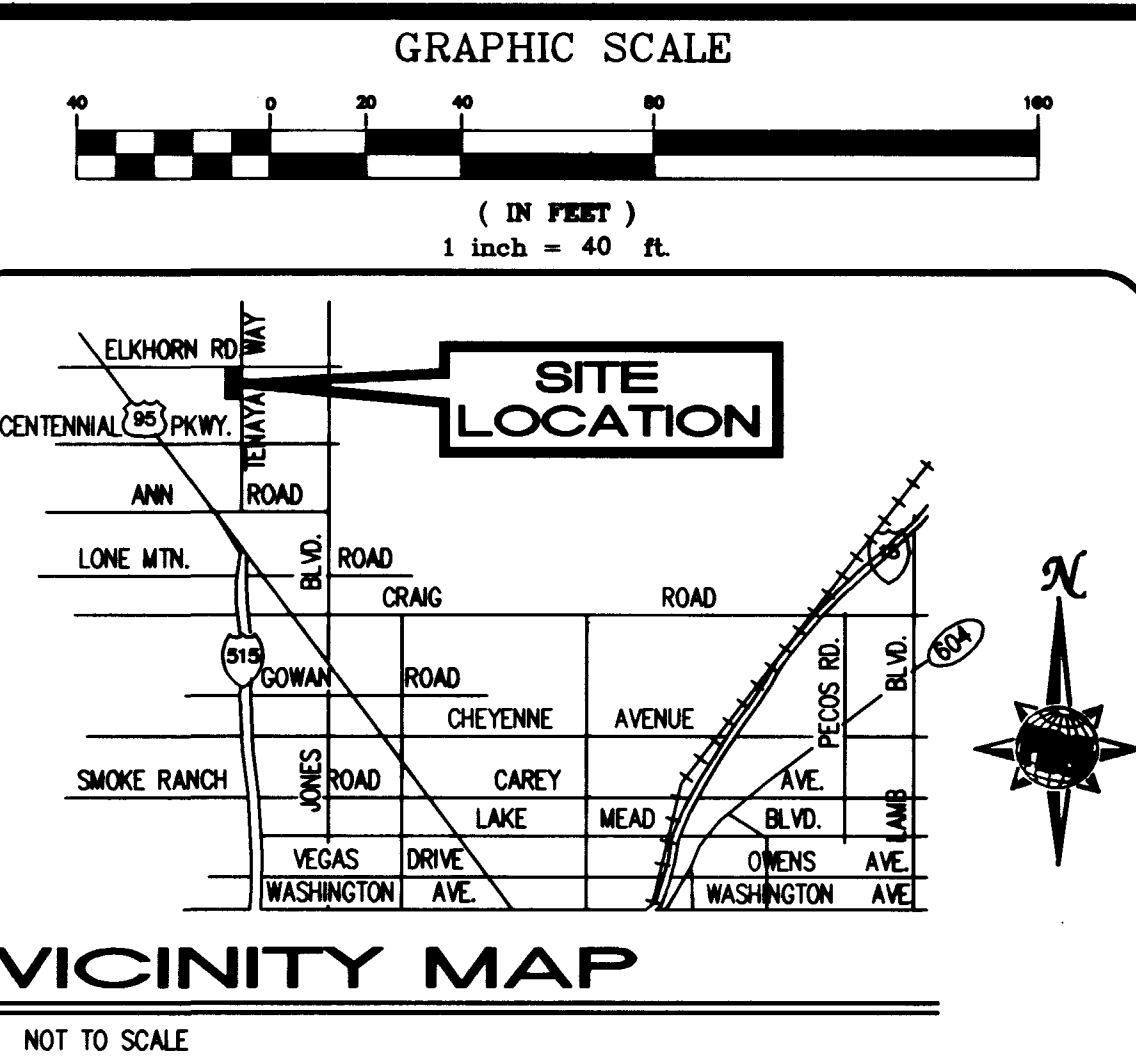 GRAPHIC SCALE
40 0 20 40 80 160
( IN FEET )
1 inch = 40 ft.
ELKHORN RD
TENAYA WAY
SITE
LOCATION
CENTENNIAL 95 PKWY.
ANN ROAD
LONE MTN. ROAD
JONES BLVD.
CRAIG ROAD
15
N
515
604
GOWAN ROAD
PECOS RD.
LAMB BLVD.
CHEYENNE AVENUE
SMOKE RANCH ROAD CAREY AVE.
LAKE MEAD BLVD.
VEGAS DRIVE OWENS AVE.
WASHINGTON AVE. WASHINGTON AVE
VICINITY MAP
NOT TO SCALE